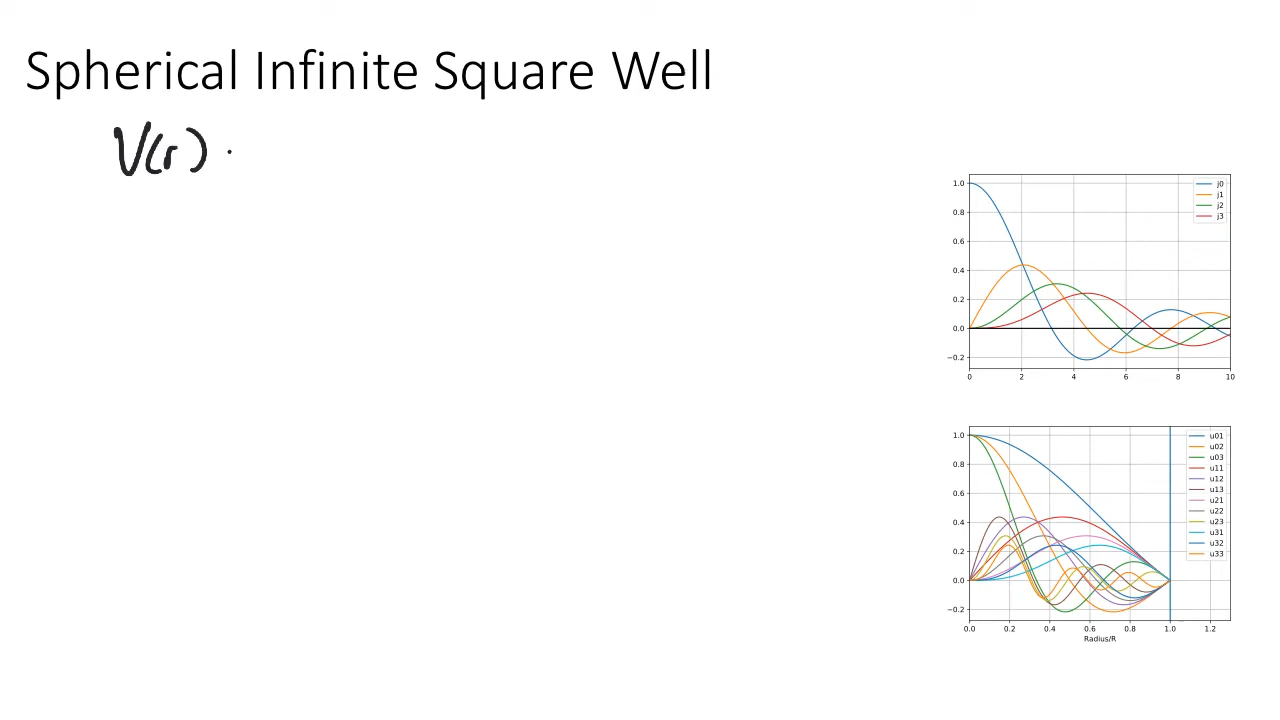 Spherical Infinite Square Well
V(r) ·
1.0
0.8
0.6
0.4
0.2
0.0
−0.2
0 2 4 6 8 10
j0
j1
j2
j3
1.0
0.8
0.6
0.4
0.2
0.0
−0.2
0.0 0.2 0.4 0.6 0.8 1.0 1.2
Radius/R
u01
u02
u03
u11
u12
u13
u21
u22
u23
u31
u32
u33